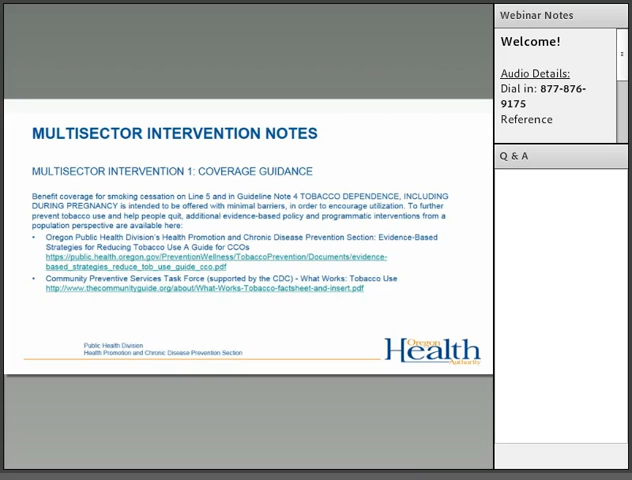 MULTISECTOR INTERVENTION NOTES
MULTISECTOR INTERVENTION 1: COVERAGE GUIDANCE
Benefit coverage for smoking cessation on Line 5 and in Guideline Note 4 TOBACCO DEPENDENCE, INCLUDING
DURING PREGNANCY is intended to be offered with minimal barriers, in order to encourage utilization. To further
prevent tobacco use and help people quit, additional evidence-based policy and programmatic interventions from a
population perspective are available here:
• Oregon Public Health Division's Health Promotion and Chronic Disease Prevention Section: Evidence-Based
Strategies for Reducing Tobacco Use A Guide for CCOs
https://public.health.oregon.gov/PreventionWellness/TobaccoPrevention/Documents/evidence-
based_strategies_reduce_tob_use_guide_cco.pdf
• Community Preventive Services Task Force (supported by the CDC) - What Works: Tobacco Use
http://www.thecommunityguide.org/about/What-Works-Tobacco-factsheet-and-insert.pdf
Public Health Division
Health Promotion and Chronic Disease Prevention Section
Oregon
Health
Authority
Webinar Notes
Welcome!
Audio Details:
Dial in: 877-876-
9175
Reference
Q & A